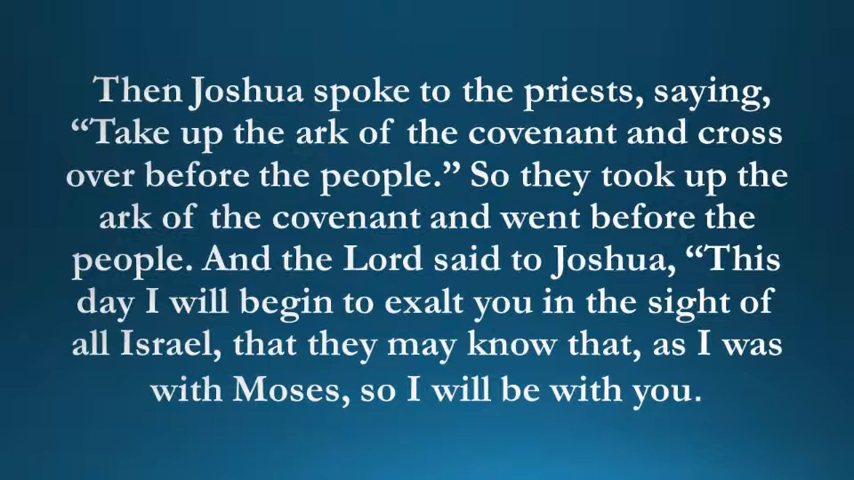 Then Joshua spoke to the priests, saying,
“Take up the ark of the covenant and cross
over before the people.” So they took up the
ark of the covenant and went before the
people. And the Lord said to Joshua, “This
day I will begin to exalt you in the sight of
all Israel, that they may know that, as I was
with Moses, so I will be with you.